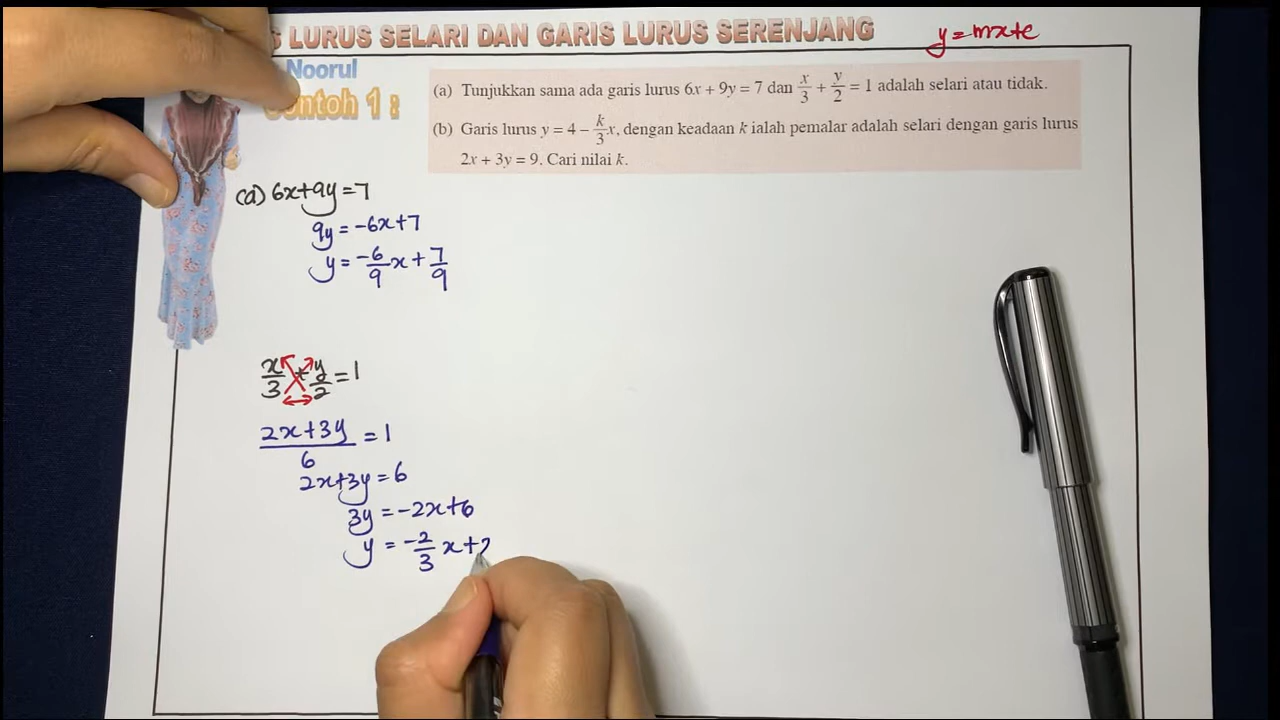 LURUS SELARI DAN GARIS LURUS SERENJANG
y = mx + c
Noorul
Contoh 1 :
(a) Tunjukkan sama ada garis lurus 6x + 9y = 7 dan x/3 + y/2 = 1 adalah selari atau tidak.
(b) Garis lurus y = 4 − k/3 x, dengan keadaan k ialah pemalar adalah selari dengan garis lurus
2x + 3y = 9. Cari nilai k.
(a) 6x+9y=7
9y = -6x+7
y = -6/9 x + 7/9
x/3 + y/2 = 1
2x+3y/6 = 1
2x+3y = 6
3y = -2x+6
y = -2/3 x+2